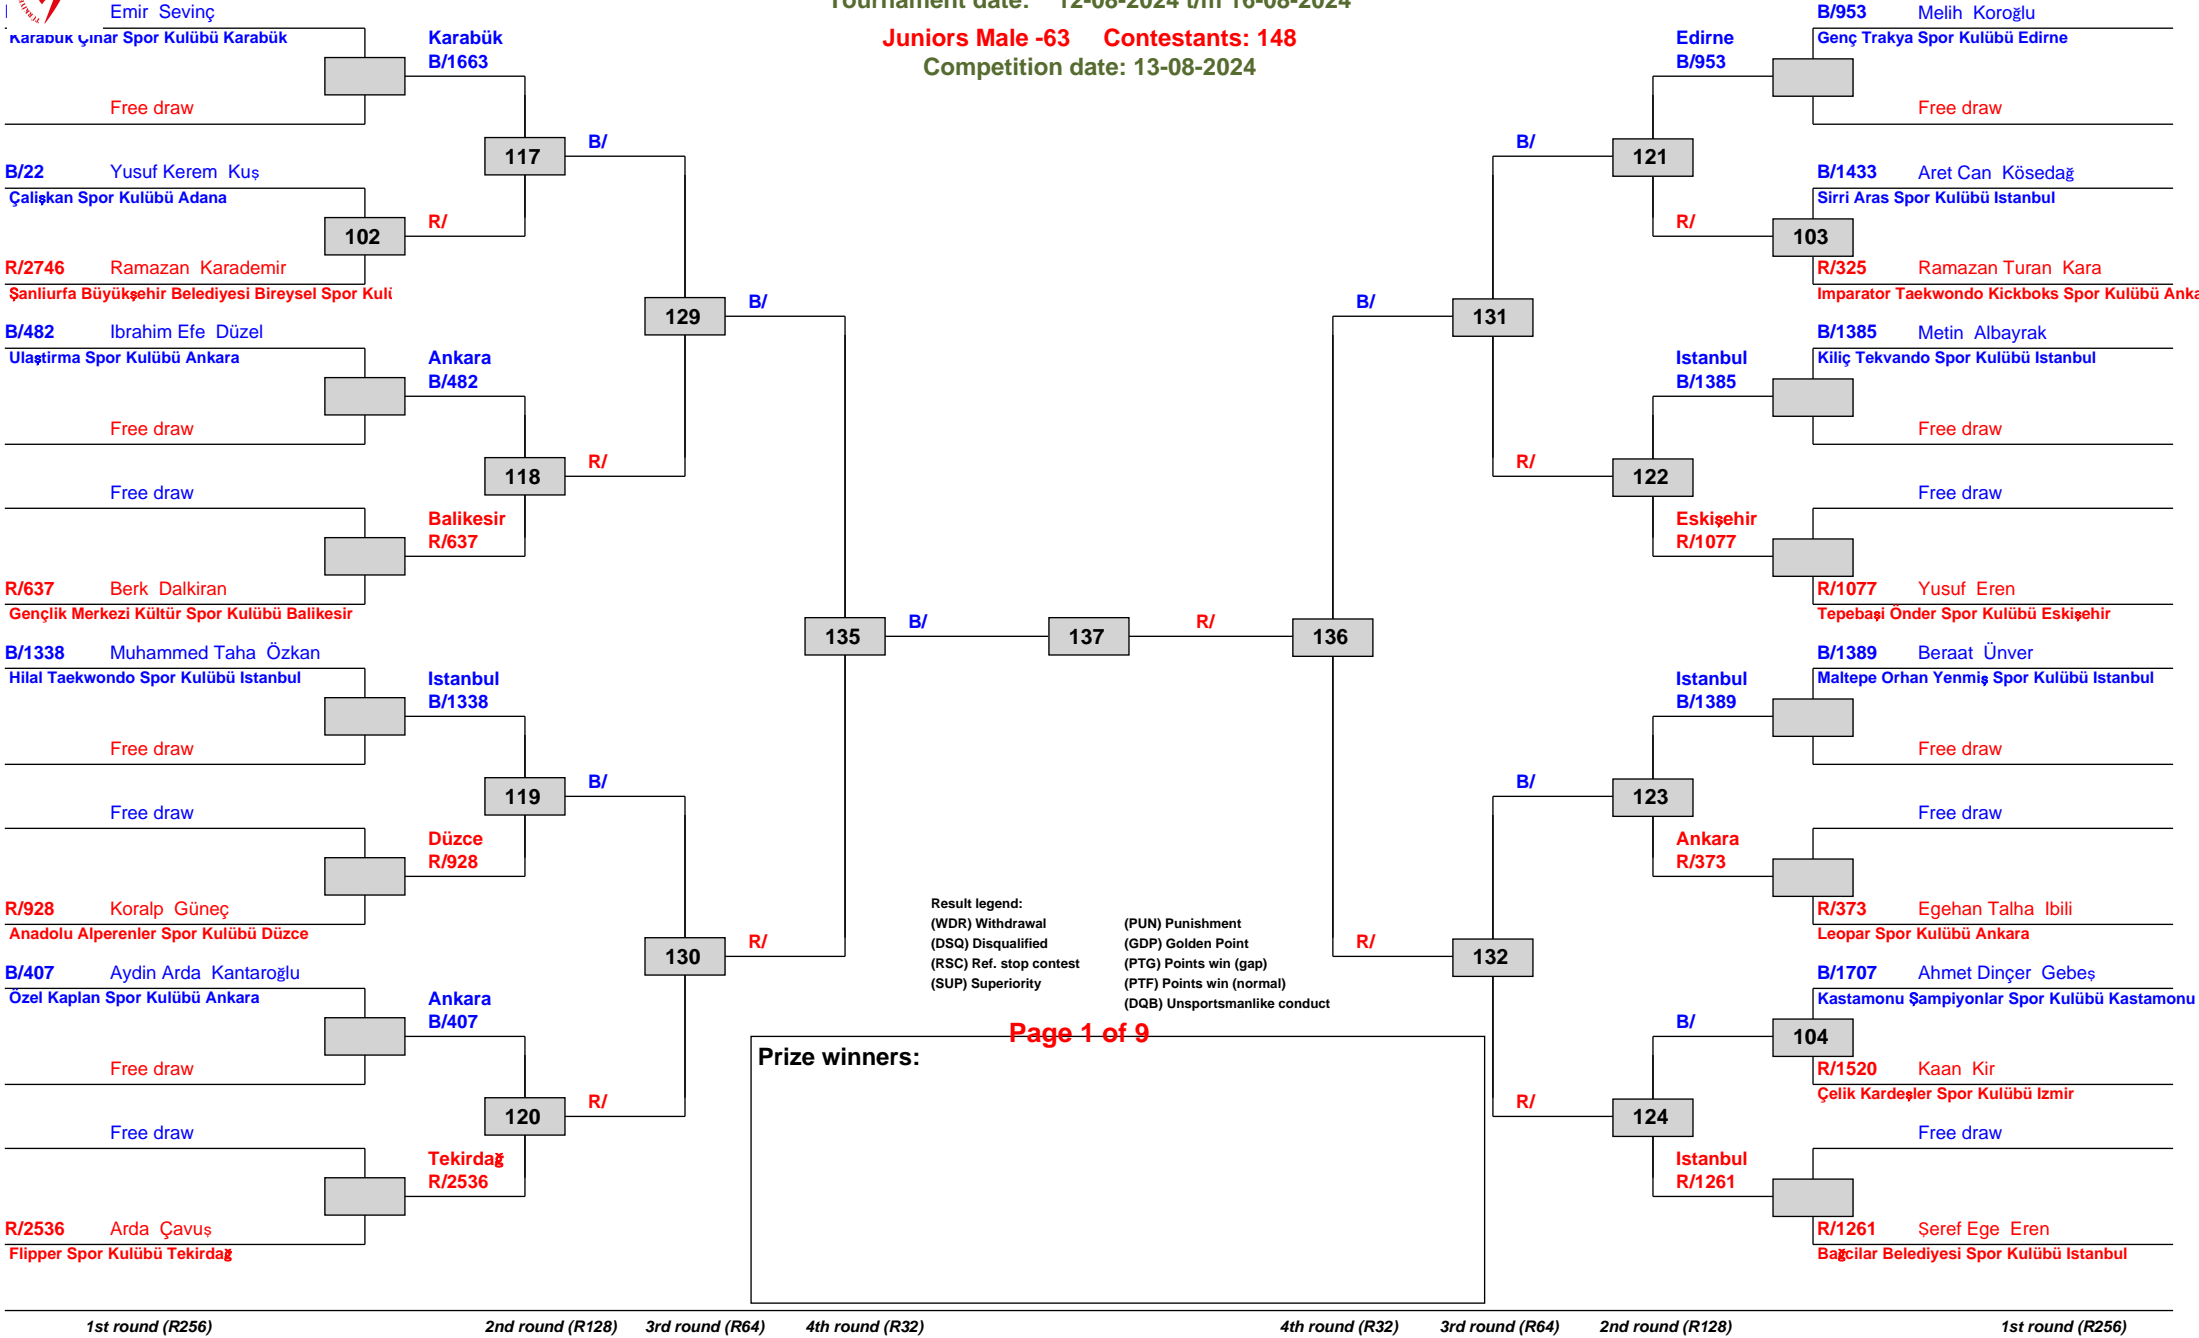 Tournament date: 12-08-2024 t/m 16-08-2024
Juniors Male -63 Contestants: 148
Competition date: 13-08-2024
Emir Sevinç
Karabük Çinar Spor Kulübü Karabük
Karabük
B/1663
Free draw
117
B/
B/22 Yusuf Kerem Kuş
Çalişkan Spor Kulübü Adana
102
R/
R/2746 Ramazan Karademir
Şanliurfa Büyükşehir Belediyesi Bireysel Spor Kulü
129
B/
B/482 Ibrahim Efe Düzel
Ulaştirma Spor Kulübü Ankara
Ankara
B/482
Free draw
118
R/
Free draw
Balikesir
R/637
R/637 Berk Dalkiran
Gençlik Merkezi Kültür Spor Kulübü Balikesir
135
B/
137
R/
136
B/1338 Muhammed Taha Özkan
Hilal Taekwondo Spor Kulübü Istanbul
Istanbul
B/1338
Free draw
119
B/
Free draw
Düzce
R/928
R/928 Koralp Güneç
Anadolu Alperenler Spor Kulübü Düzce
130
R/
B/407 Aydin Arda Kantaroğlu
Özel Kaplan Spor Kulübü Ankara
Ankara
B/407
Free draw
120
R/
Free draw
Tekirdağ
R/2536
R/2536 Arda Çavuş
Flipper Spor Kulübü Tekirdağ
B/953 Melih Koroğlu
Genç Trakya Spor Kulübü Edirne
Edirne
B/953
Free draw
B/
121
B/1433 Aret Can Kösedağ
Sirri Aras Spor Kulübü Istanbul
R/
103
R/325 Ramazan Turan Kara
Imparator Taekwondo Kickboks Spor Kulübü Anka
B/
131
B/1385 Metin Albayrak
Kiliç Tekvando Spor Kulübü Istanbul
Istanbul
B/1385
Free draw
R/
122
Free draw
Eskişehir
R/1077
R/1077 Yusuf Eren
Tepebaşi Önder Spor Kulübü Eskişehir
B/1389 Beraat Ünver
Maltepe Orhan Yenmiş Spor Kulübü Istanbul
Istanbul
B/1389
Free draw
B/
123
Free draw
Ankara
R/373
R/373 Egehan Talha Ibili
Leopar Spor Kulübü Ankara
R/
132
B/1707 Ahmet Dinçer Gebeş
Kastamonu Şampiyonlar Spor Kulübü Kastamonu
B/
104
R/1520 Kaan Kir
Çelik Kardeşler Spor Kulübü Izmir
R/
124
Free draw
Istanbul
R/1261
R/1261 Şeref Ege Eren
Bağcilar Belediyesi Spor Kulübü Istanbul
Result legend:
(WDR) Withdrawal (PUN) Punishment
(DSQ) Disqualified (GDP) Golden Point
(RSC) Ref. stop contest (PTG) Points win (gap)
(SUP) Superiority (PTF) Points win (normal)
(DQB) Unsportsmanlike conduct
Page 1 of 9
Prize winners:
1st round (R256) 2nd round (R128) 3rd round (R64) 4th round (R32) 4th round (R32) 3rd round (R64) 2nd round (R128) 1st round (R256)